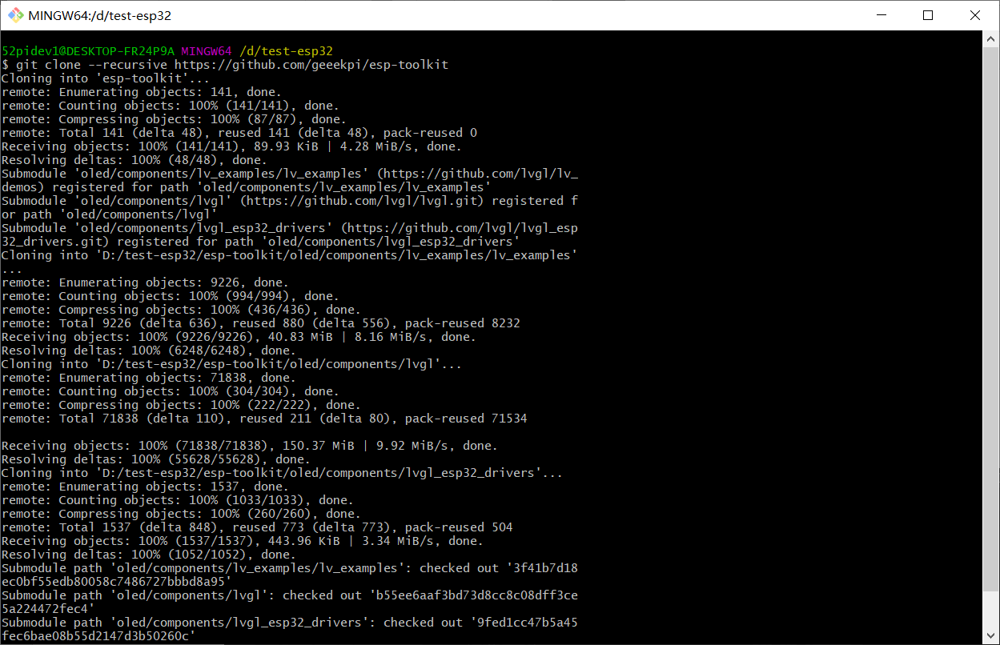 MINGW64:/d/test-esp32
52pidev1@DESKTOP-FR24P9A MINGW64 /d/test-esp32
$ git clone --recursive https://github.com/geeekpi/esp-toolkit
Cloning into 'esp-toolkit'...
remote: Enumerating objects: 141, done.
remote: Counting objects: 100% (141/141), done.
remote: Compressing objects: 100% (87/87), done.
remote: Total 141 (delta 48), reused 141 (delta 48), pack-reused 0
Receiving objects: 100% (141/141), 89.93 KiB | 4.28 MiB/s, done.
Resolving deltas: 100% (48/48), done.
Submodule 'oled/components/lv_examples/lv_examples' (https://github.com/lvgl/lv_
demos) registered for path 'oled/components/lv_examples/lv_examples'
Submodule 'oled/components/lvgl' (https://github.com/lvgl/lvgl.git) registered f
or path 'oled/components/lvgl'
Submodule 'oled/components/lvgl_esp32_drivers' (https://github.com/lvgl/lvgl_esp
32_drivers.git) registered for path 'oled/components/lvgl_esp32_drivers'
Cloning into 'D:/test-esp32/esp-toolkit/oled/components/lv_examples/lv_examples'
...
remote: Enumerating objects: 9226, done.
remote: Counting objects: 100% (994/994), done.
remote: Compressing objects: 100% (436/436), done.
remote: Total 9226 (delta 636), reused 880 (delta 556), pack-reused 8232
Receiving objects: 100% (9226/9226), 40.83 MiB | 8.16 MiB/s, done.
Resolving deltas: 100% (6248/6248), done.
Cloning into 'D:/test-esp32/esp-toolkit/oled/components/lvgl'...
remote: Enumerating objects: 71838, done.
remote: Counting objects: 100% (304/304), done.
remote: Compressing objects: 100% (222/222), done.
remote: Total 71838 (delta 110), reused 211 (delta 80), pack-reused 71534
Receiving objects: 100% (71838/71838), 150.37 MiB | 9.92 MiB/s, done.
Resolving deltas: 100% (55628/55628), done.
Cloning into 'D:/test-esp32/esp-toolkit/oled/components/lvgl_esp32_drivers'...
remote: Enumerating objects: 1537, done.
remote: Counting objects: 100% (1033/1033), done.
remote: Compressing objects: 100% (260/260), done.
remote: Total 1537 (delta 848), reused 773 (delta 773), pack-reused 504
Receiving objects: 100% (1537/1537), 443.96 KiB | 3.34 MiB/s, done.
Resolving deltas: 100% (1052/1052), done.
Submodule path 'oled/components/lv_examples/lv_examples': checked out '3f41b7d18
ec0bf55edb80058c7486727bbbd8a95'
Submodule path 'oled/components/lvgl': checked out 'b55ee6aaf3bd73d8cc8c08dff3ce
5a224472fec4'
Submodule path 'oled/components/lvgl_esp32_drivers': checked out '9fed1cc47b5a45
fec6bae08b55d2147d3b50260c'